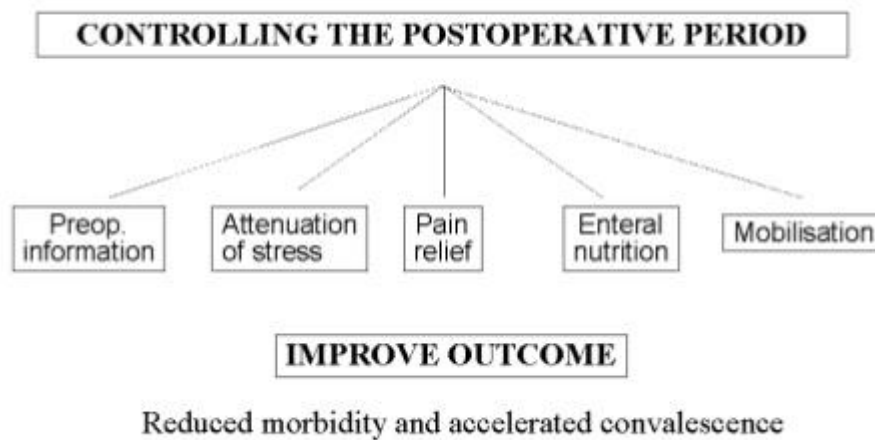 CONTROLLING THE POSTOPERATIVE PERIOD
Preop.
information
Attenuation
of stress
Pain
relief
Enteral
nutrition
Mobilisation
IMPROVE OUTCOME
Reduced morbidity and accelerated convalescence